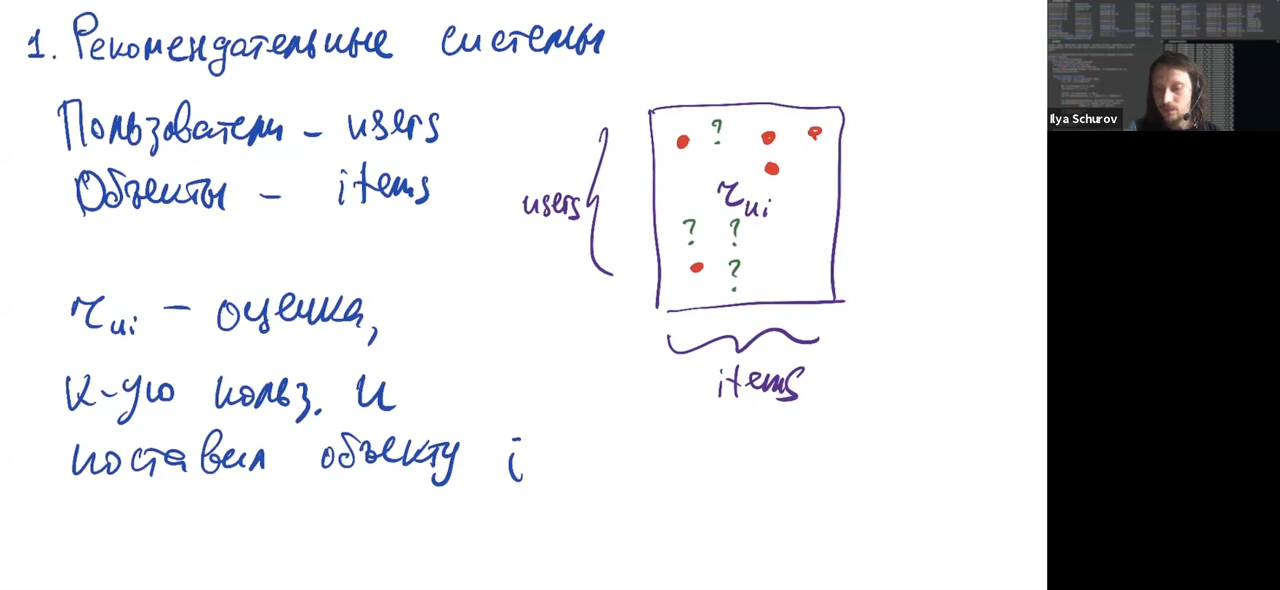 1. Рекомендательные системы
Пользователи – users
Объекты – items
r_ui – оценка,
к-ую польз. u
поставил объекту i
? 
users
r_ui
? ?
?
items
Ilya Schurov